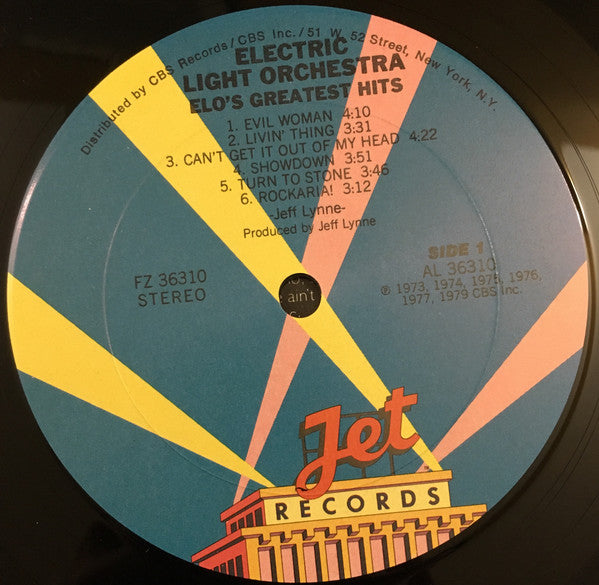 Distributed by CBS Records/CBS Inc./51 W. 52 Street, New York, N.Y.
ELECTRIC
LIGHT ORCHESTRA
ELO'S GREATEST HITS
1. EVIL WOMAN 4:10
2. LIVIN' THING 3:31
3. CAN'T GET IT OUT OF MY HEAD 4:22
4. SHOWDOWN 3:51
5. TURN TO STONE 3:46
6. ROCKARIA! 3:12
-Jeff Lynne-
Produced by Jeff Lynne
FZ 36310
STEREO
SIDE 1
AL 36310
℗ 1973, 1974, 1975, 1976,
1977, 1979 CBS Inc.
ain't
Jet
RECORDS